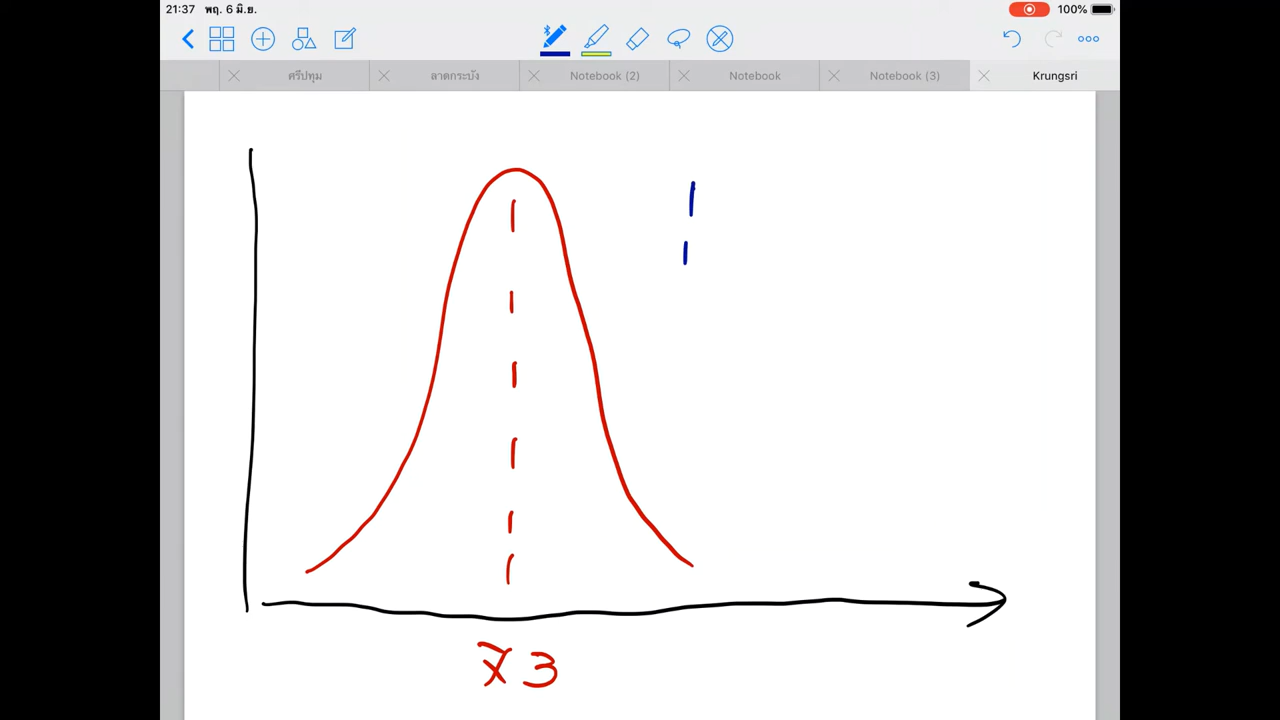 21:37 พฤ. 6 มิ.ย. 100%
ศรีปทุม ลาดกระบัง Notebook (2) Notebook Notebook (3) Krungsri
x̄ 3